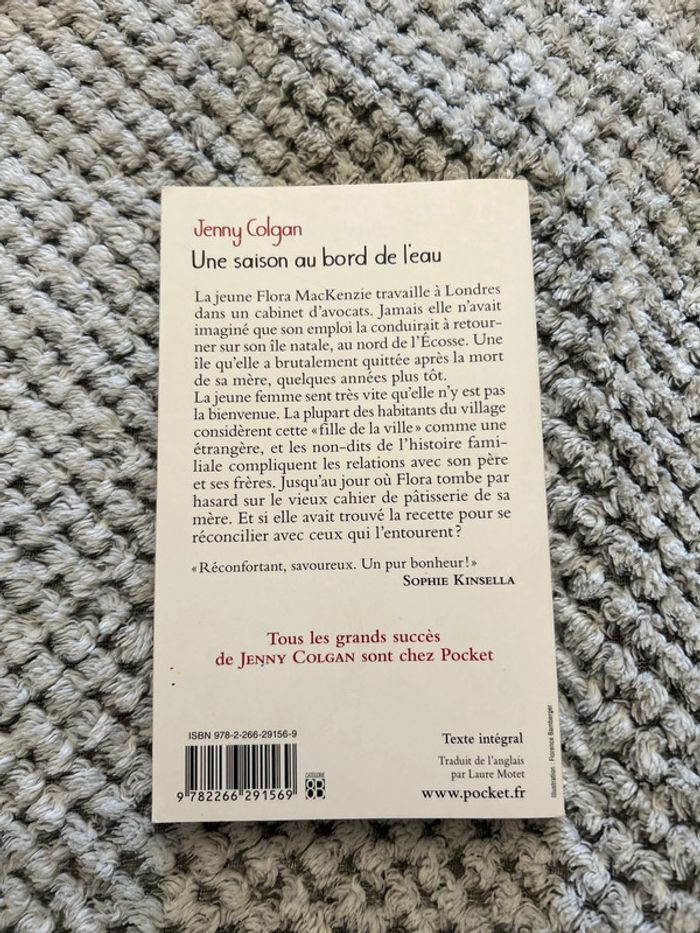 Jenny Colgan
Une saison au bord de l'eau
La jeune Flora MacKenzie travaille à Londres
dans un cabinet d'avocats. Jamais elle n'avait
imaginé que son emploi la conduirait à retour-
ner sur son île natale, au nord de l'Écosse. Une
île qu'elle a brutalement quittée après la mort
de sa mère, quelques années plus tôt.
La jeune femme sent très vite qu'elle n'y est pas
la bienvenue. La plupart des habitants du village
considèrent cette « fille de la ville » comme une
étrangère, et les non-dits de l'histoire fami-
liale compliquent les relations avec son père
et ses frères. Jusqu'au jour où Flora tombe par
hasard sur le vieux cahier de pâtisserie de sa
mère. Et si elle avait trouvé la recette pour se
réconcilier avec ceux qui l'entourent ?
« Réconfortant, savoureux. Un pur bonheur ! »
SOPHIE KINSELLA
Tous les grands succès
de JENNY COLGAN sont chez Pocket
ISBN 978-2-266-29156-9
9 782266 291569
CATÉGORIE
8B
Texte intégral
Traduit de l'anglais
par Laure Motet
www.pocket.fr
Illustration : Florence Bamberger